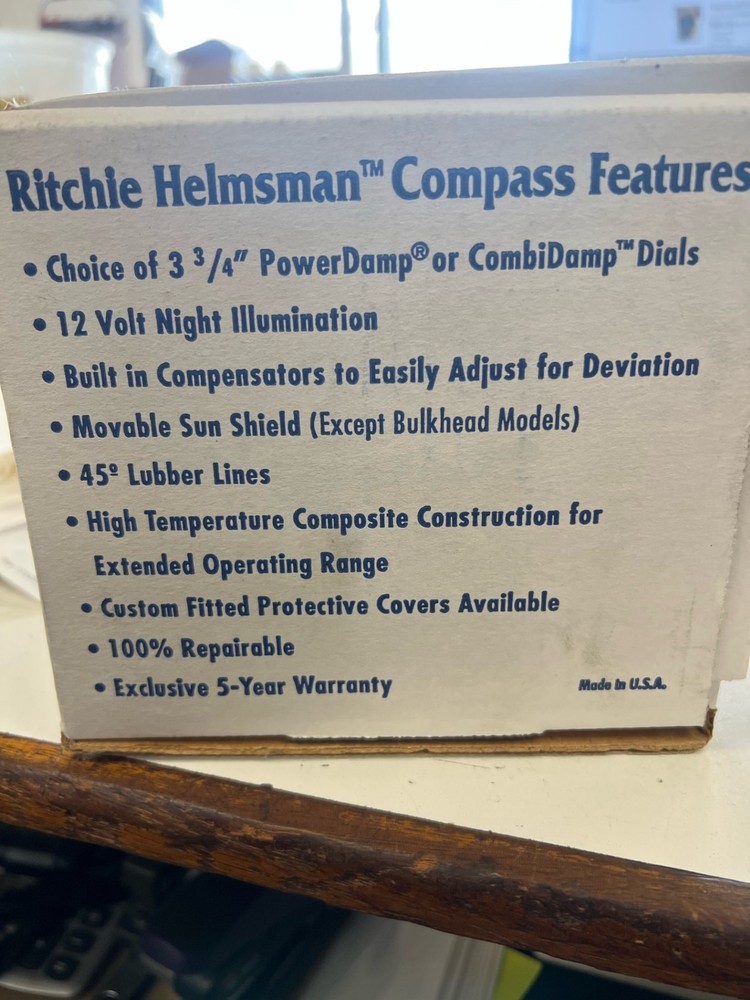 Ritchie Helmsman™ Compass Features
• Choice of 3 3/4" PowerDamp® or CombiDamp™ Dials
• 12 Volt Night Illumination
• Built in Compensators to Easily Adjust for Deviation
• Movable Sun Shield (Except Bulkhead Models)
• 45º Lubber Lines
• High Temperature Composite Construction for
Extended Operating Range
• Custom Fitted Protective Covers Available
• 100% Repairable
• Exclusive 5-Year Warranty
Made in U.S.A.